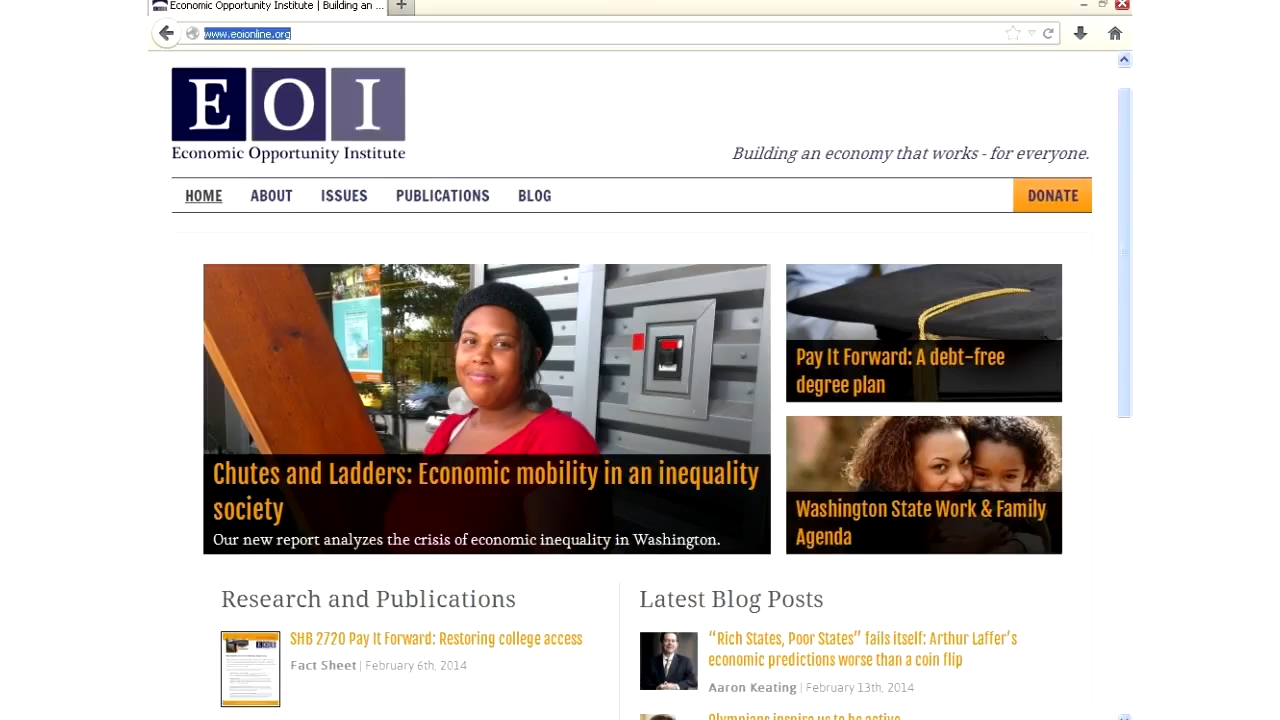 Economic Opportunity Institute | Building an ...
www.eoionline.org
EOI
Economic Opportunity Institute
Building an economy that works - for everyone.
HOME ABOUT ISSUES PUBLICATIONS BLOG DONATE
Chutes and Ladders: Economic mobility in an inequality
society
Our new report analyzes the crisis of economic inequality in Washington.
Pay It Forward: A debt-free
degree plan
Washington State Work & Family
Agenda
Research and Publications
SHB 2720 Pay It Forward: Restoring college access
Fact Sheet | February 6th, 2014
Latest Blog Posts
“Rich States, Poor States” fails itself: Arthur Laffer’s
economic predictions worse than a coin flip
Aaron Keating | February 13th, 2014
Olympians inspire us to be active